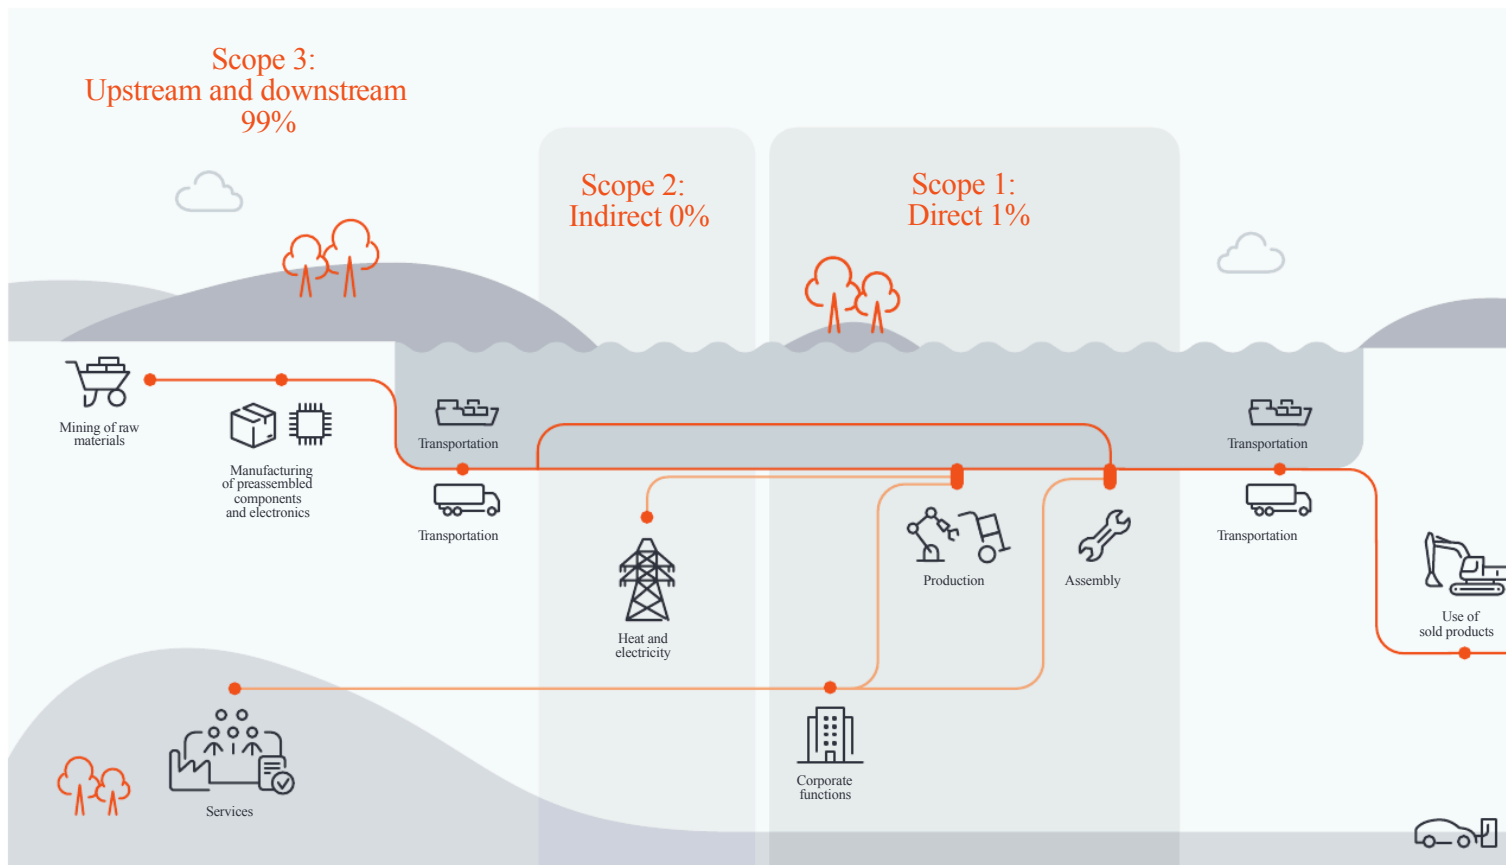 Scope 3:
Upstream and downstream
99%
Scope 2:
Indirect 0%
Scope 1:
Direct 1%
Mining of raw
materials
Manufacturing
of preassembled
components
and electronics
Transportation
Transportation
Heat and
electricity
Production
Assembly
Transportation
Transportation
Use of
sold products
Services
Corporate
functions